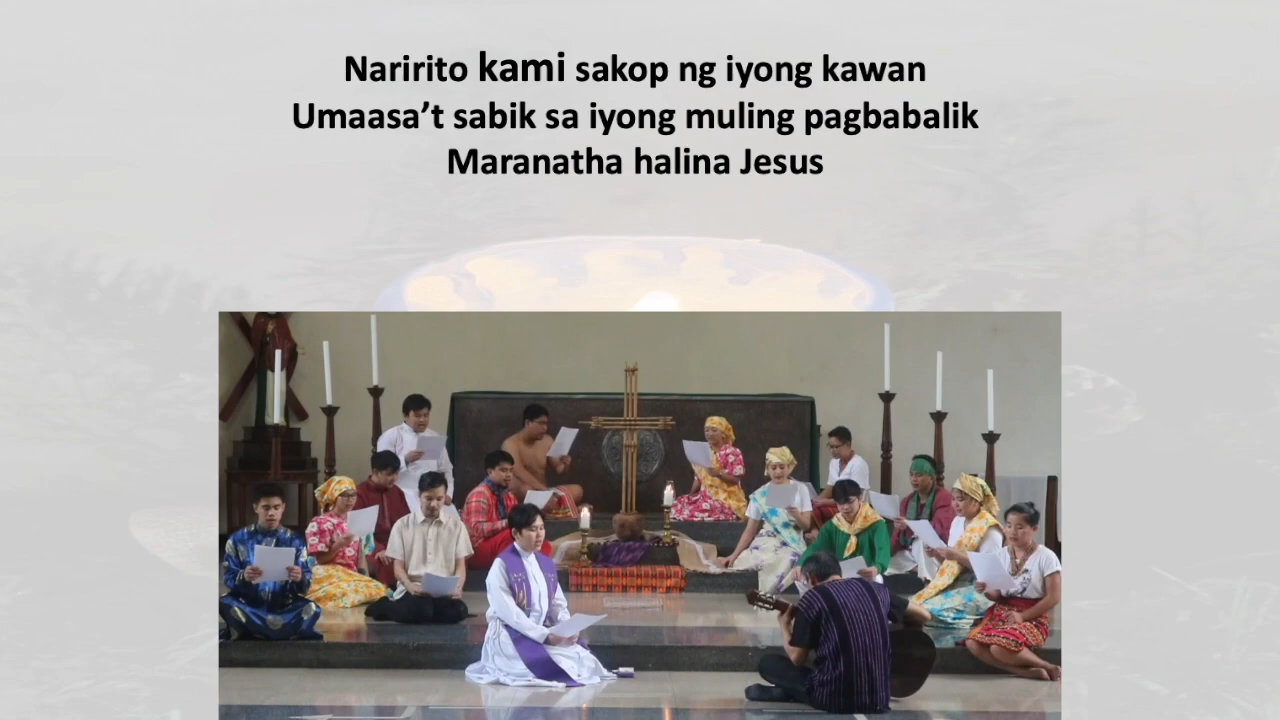 Naririto kami sakop ng iyong kawan
Umaasa’t sabik sa iyong muling pagbabalik
Maranatha halina Jesus